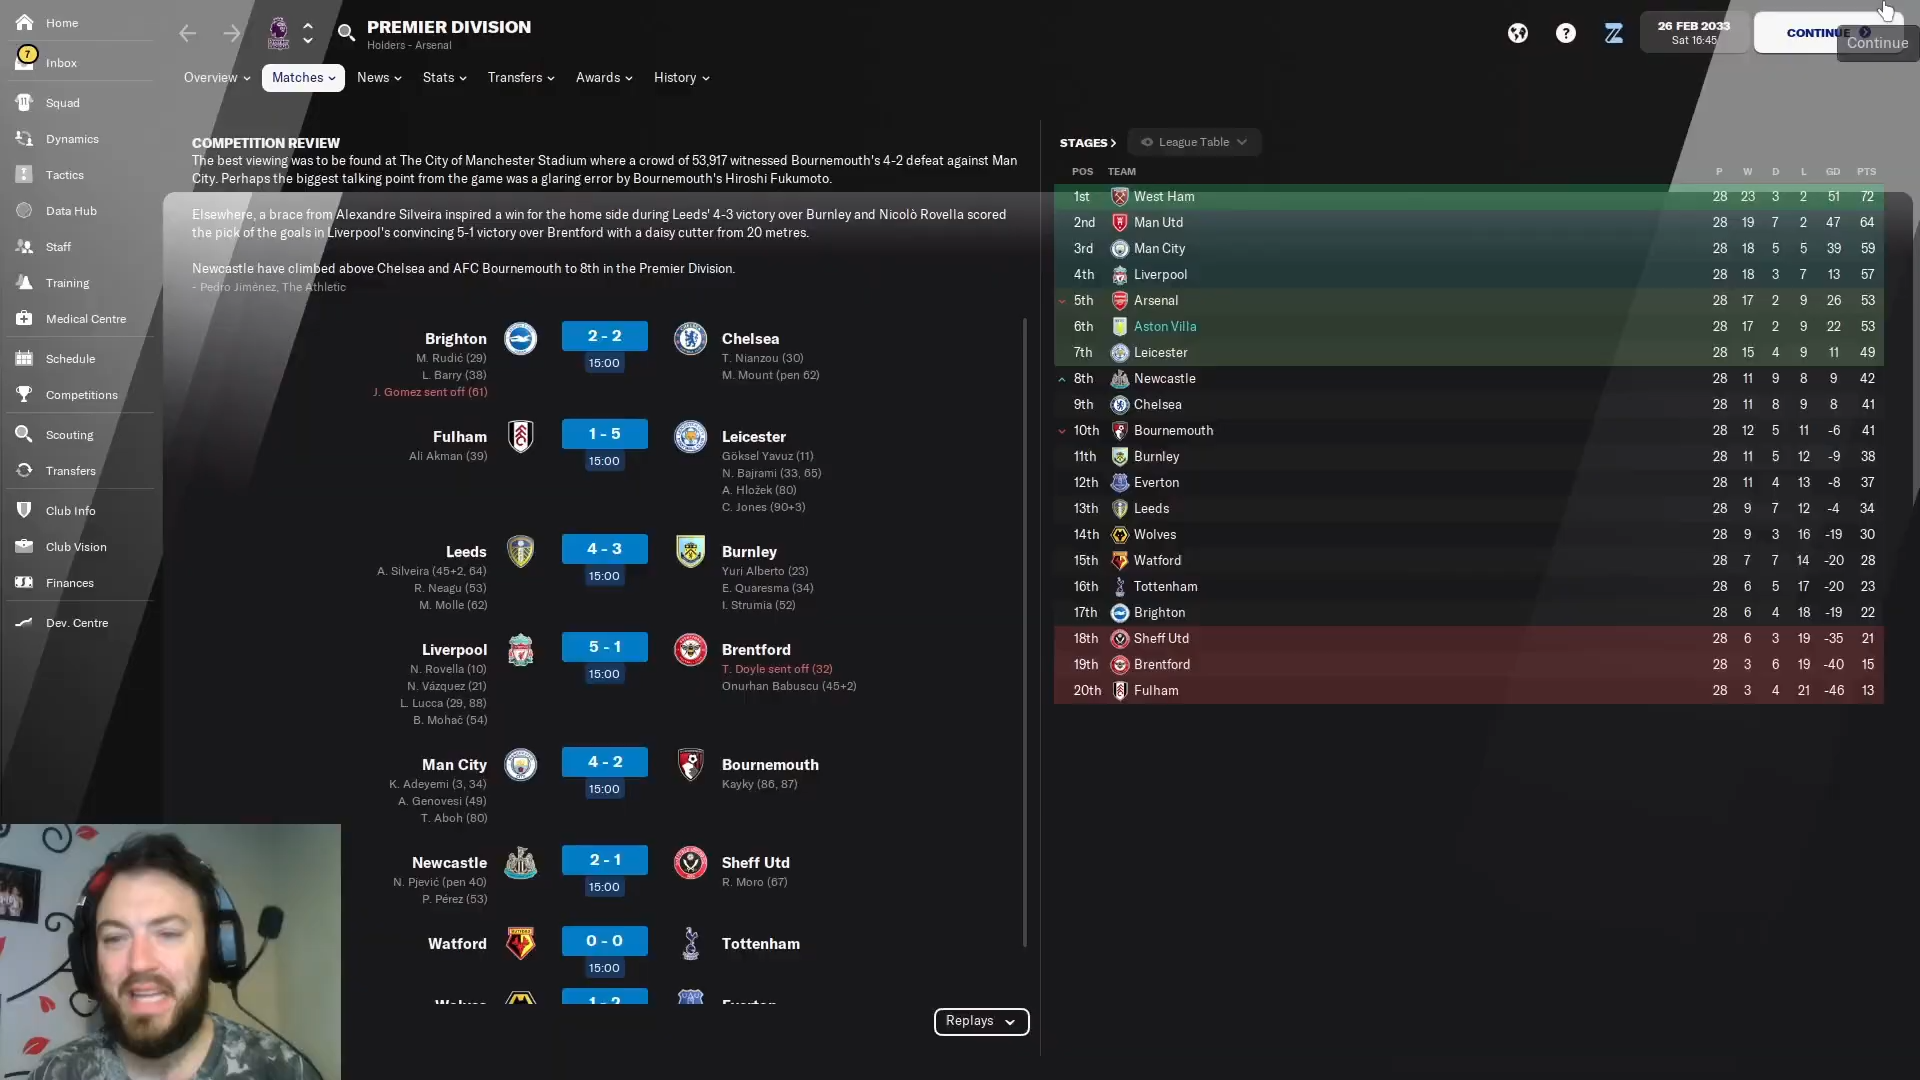 Home
7
Inbox
Squad
Dynamics
Tactics
Data Hub
Staff
Training
Medical Centre
Schedule
Competitions
Scouting
Transfers
Club Info
Club Vision
Finances
Dev. Centre
PREMIER DIVISION
Holders - Arsenal
26 FEB 2033
Sat 16:45
CONTINUE
Continue
Overview
Matches
News
Stats
Transfers
Awards
History
COMPETITION REVIEW
The best viewing was to be found at The City of Manchester Stadium where a crowd of 53,917 witnessed Bournemouth's 4-2 defeat against Man
City. Perhaps the biggest talking point from the game was a glaring error by Bournemouth's Hiroshi Fukumoto.
Elsewhere, a brace from Alexandre Silveira inspired a win for the home side during Leeds' 4-3 victory over Burnley and Nicolò Rovella scored
the pick of the goals in Liverpool's convincing 5-1 victory over Brentford with a daisy cutter from 20 metres.
Newcastle have climbed above Chelsea and AFC Bournemouth to 8th in the Premier Division.
- Pedro Jiménez, The Athletic
Brighton 2 - 2 Chelsea
15:00
M. Rudić (29)
L. Barry (38)
J. Gomez sent off (61)
T. Nianzou (30)
M. Mount (pen 62)
Fulham 1 - 5 Leicester
15:00
Ali Akman (39)
Göksel Yavuz (11)
N. Bajrami (33, 65)
A. Hložek (80)
C. Jones (90+3)
Leeds 4 - 3 Burnley
15:00
A. Silveira (45+2, 64)
R. Neagu (53)
M. Molle (62)
Yuri Alberto (23)
E. Quaresma (34)
I. Strumia (52)
Liverpool 5 - 1 Brentford
15:00
N. Rovella (10)
N. Vázquez (21)
L. Lucca (29, 88)
B. Mohač (54)
T. Doyle sent off (32)
Onurhan Babuscu (45+2)
Man City 4 - 2 Bournemouth
15:00
K. Adeyemi (3, 34)
A. Genovesi (49)
T. Aboh (80)
Kayky (86, 87)
Newcastle 2 - 1 Sheff Utd
15:00
N. Pjević (pen 40)
P. Pérez (53)
R. Moro (67)
Watford 0 - 0 Tottenham
15:00
Wolves 1 - 2 Everton
Replays
STAGES
League Table
POS TEAM P W D L GD PTS
1st West Ham 28 23 3 2 51 72
2nd Man Utd 28 19 7 2 47 64
3rd Man City 28 18 5 5 39 59
4th Liverpool 28 18 3 7 13 57
5th Arsenal 28 17 2 9 26 53
6th Aston Villa 28 17 2 9 22 53
7th Leicester 28 15 4 9 11 49
8th Newcastle 28 11 9 8 9 42
9th Chelsea 28 11 8 9 8 41
10th Bournemouth 28 12 5 11 -6 41
11th Burnley 28 11 5 12 -9 38
12th Everton 28 11 4 13 -8 37
13th Leeds 28 9 7 12 -4 34
14th Wolves 28 9 3 16 -19 30
15th Watford 28 7 7 14 -20 28
16th Tottenham 28 6 5 17 -20 23
17th Brighton 28 6 4 18 -19 22
18th Sheff Utd 28 6 3 19 -35 21
19th Brentford 28 3 6 19 -40 15
20th Fulham 28 3 4 21 -46 13